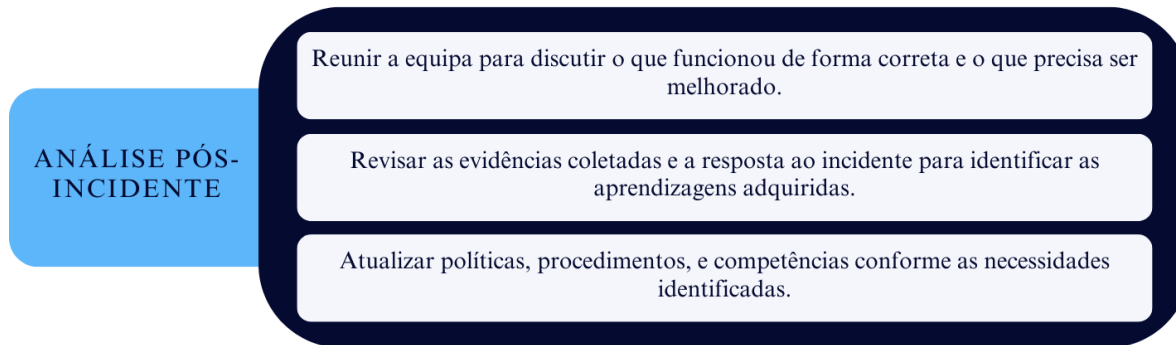 ANÁLISE PÓS-
INCIDENTE
Reunir a equipa para discutir o que funcionou de forma correta e o que precisa ser
melhorado.
Revisar as evidências coletadas e a resposta ao incidente para identificar as
aprendizagens adquiridas.
Atualizar políticas, procedimentos, e competências conforme as necessidades
identificadas.